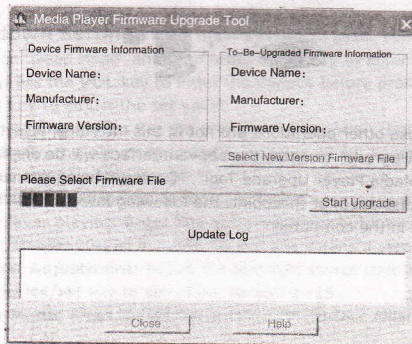 Media Player Firmware Upgrade Tool
Device Firmware Information
Device Name:
Manufacturer:
Firmware Version:
To-Be-Upgraded Firmware Information
Device Name:
Manufacturer:
Firmware Version:
Select New Version Firmware File
Please Select Firmware File
Start Upgrade
Update Log
Close
Help